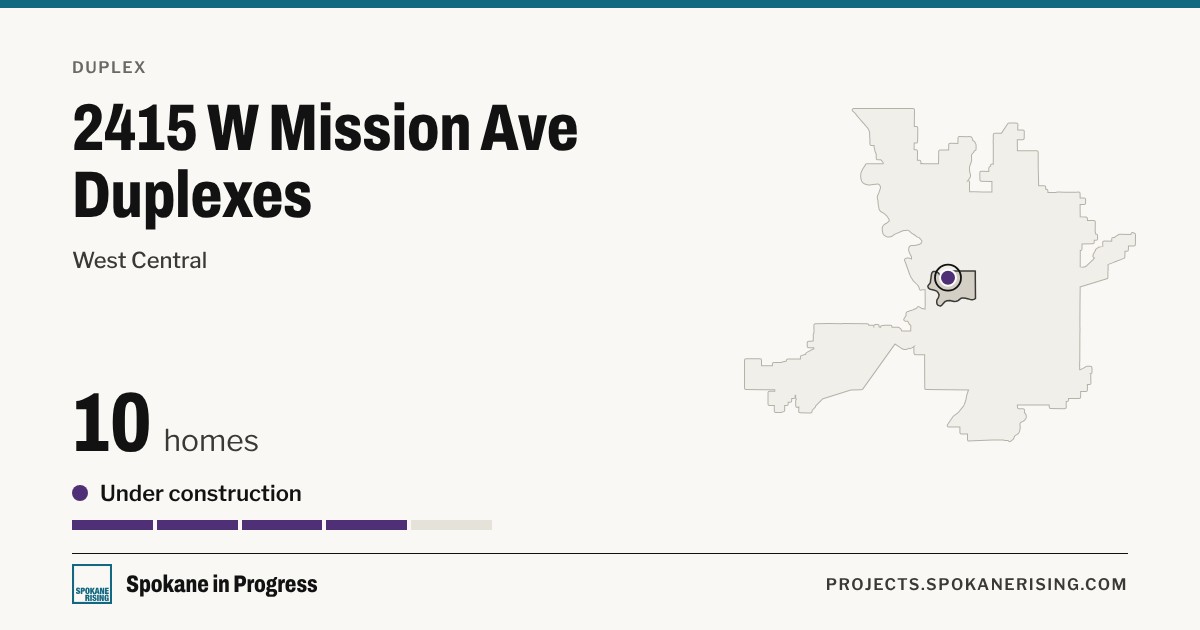 DUPLEX
2415 W Mission Ave
Duplexes
West Central
10 homes
Under construction
SPOKANE
RISING
Spokane in Progress
PROJECTS.SPOKANERISING.COM